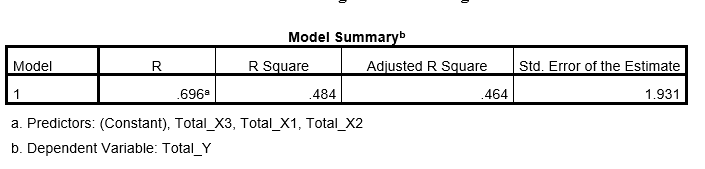 Model Summaryᵇ
Model R R Square Adjusted R Square Std. Error of the Estimate
1 .696ᵃ .484 .464 1.931
a. Predictors: (Constant), Total_X3, Total_X1, Total_X2
b. Dependent Variable: Total_Y